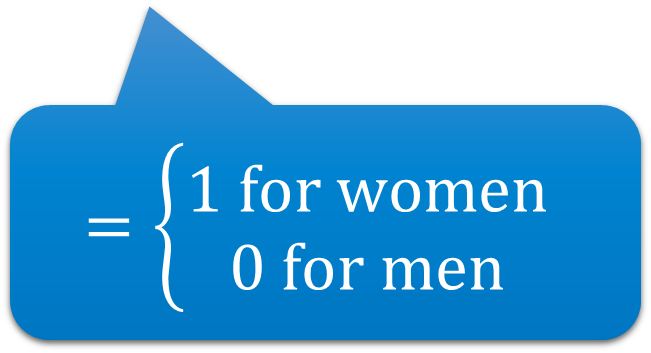 = { 1 for women
0 for men